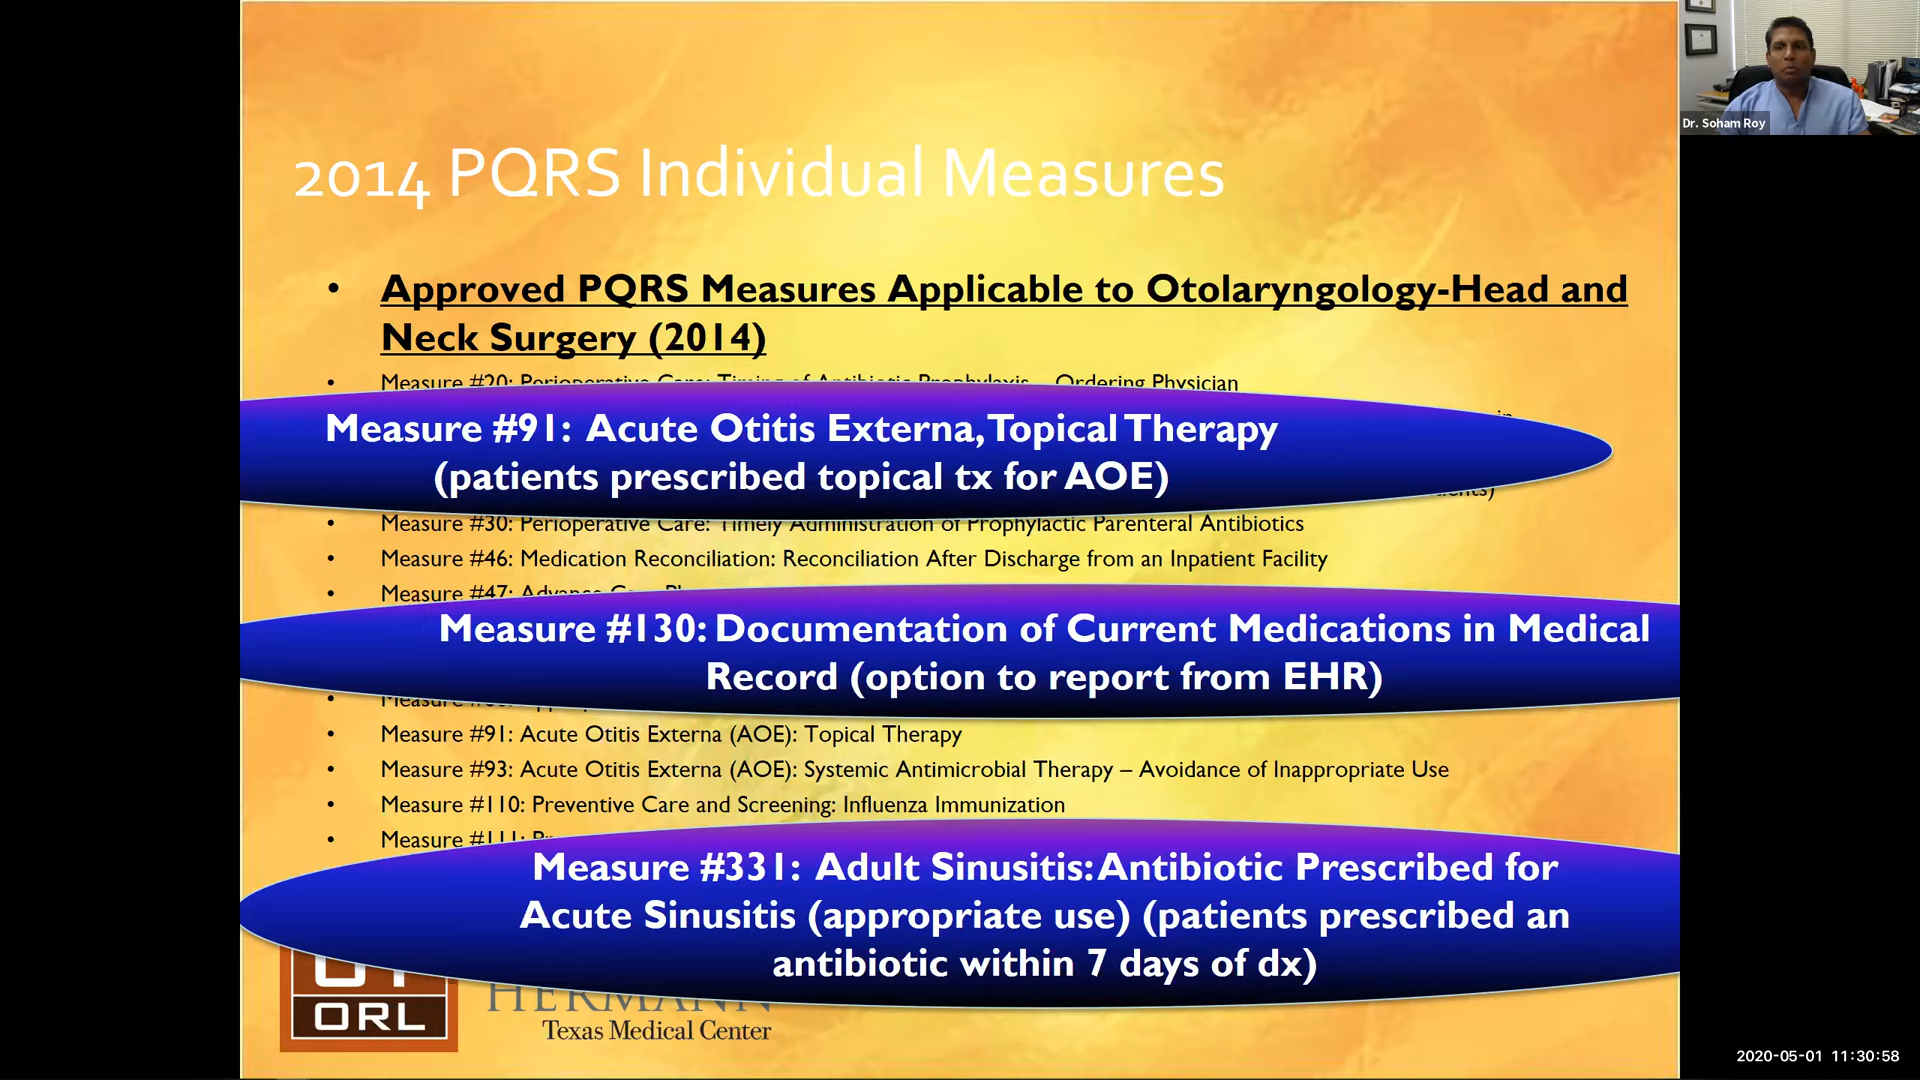 Dr. Soham Roy
2014 PQRS Individual Measures
• Approved PQRS Measures Applicable to Otolaryngology-Head and
Neck Surgery (2014)
• Measure #20: Perioperative Care: Timing of Antibiotic Prophylaxis – Ordering Physician
Measure #91: Acute Otitis Externa, Topical Therapy
(patients prescribed topical tx for AOE)
• Measure #30: Perioperative Care: Timely Administration of Prophylactic Parenteral Antibiotics
• Measure #46: Medication Reconciliation: Reconciliation After Discharge from an Inpatient Facility
• Measure #47: Advance Care
Measure #130: Documentation of Current Medications in Medical
Record (option to report from EHR)
• Measure
• Measure #91: Acute Otitis Externa (AOE): Topical Therapy
• Measure #93: Acute Otitis Externa (AOE): Systemic Antimicrobial Therapy – Avoidance of Inappropriate Use
• Measure #110: Preventive Care and Screening: Influenza Immunization
• Measure #111:
Measure #331: Adult Sinusitis: Antibiotic Prescribed for
Acute Sinusitis (appropriate use) (patients prescribed an
antibiotic within 7 days of dx)
UT
ORL
HERMANN
Texas Medical Center
2020-05-01 11:30:58